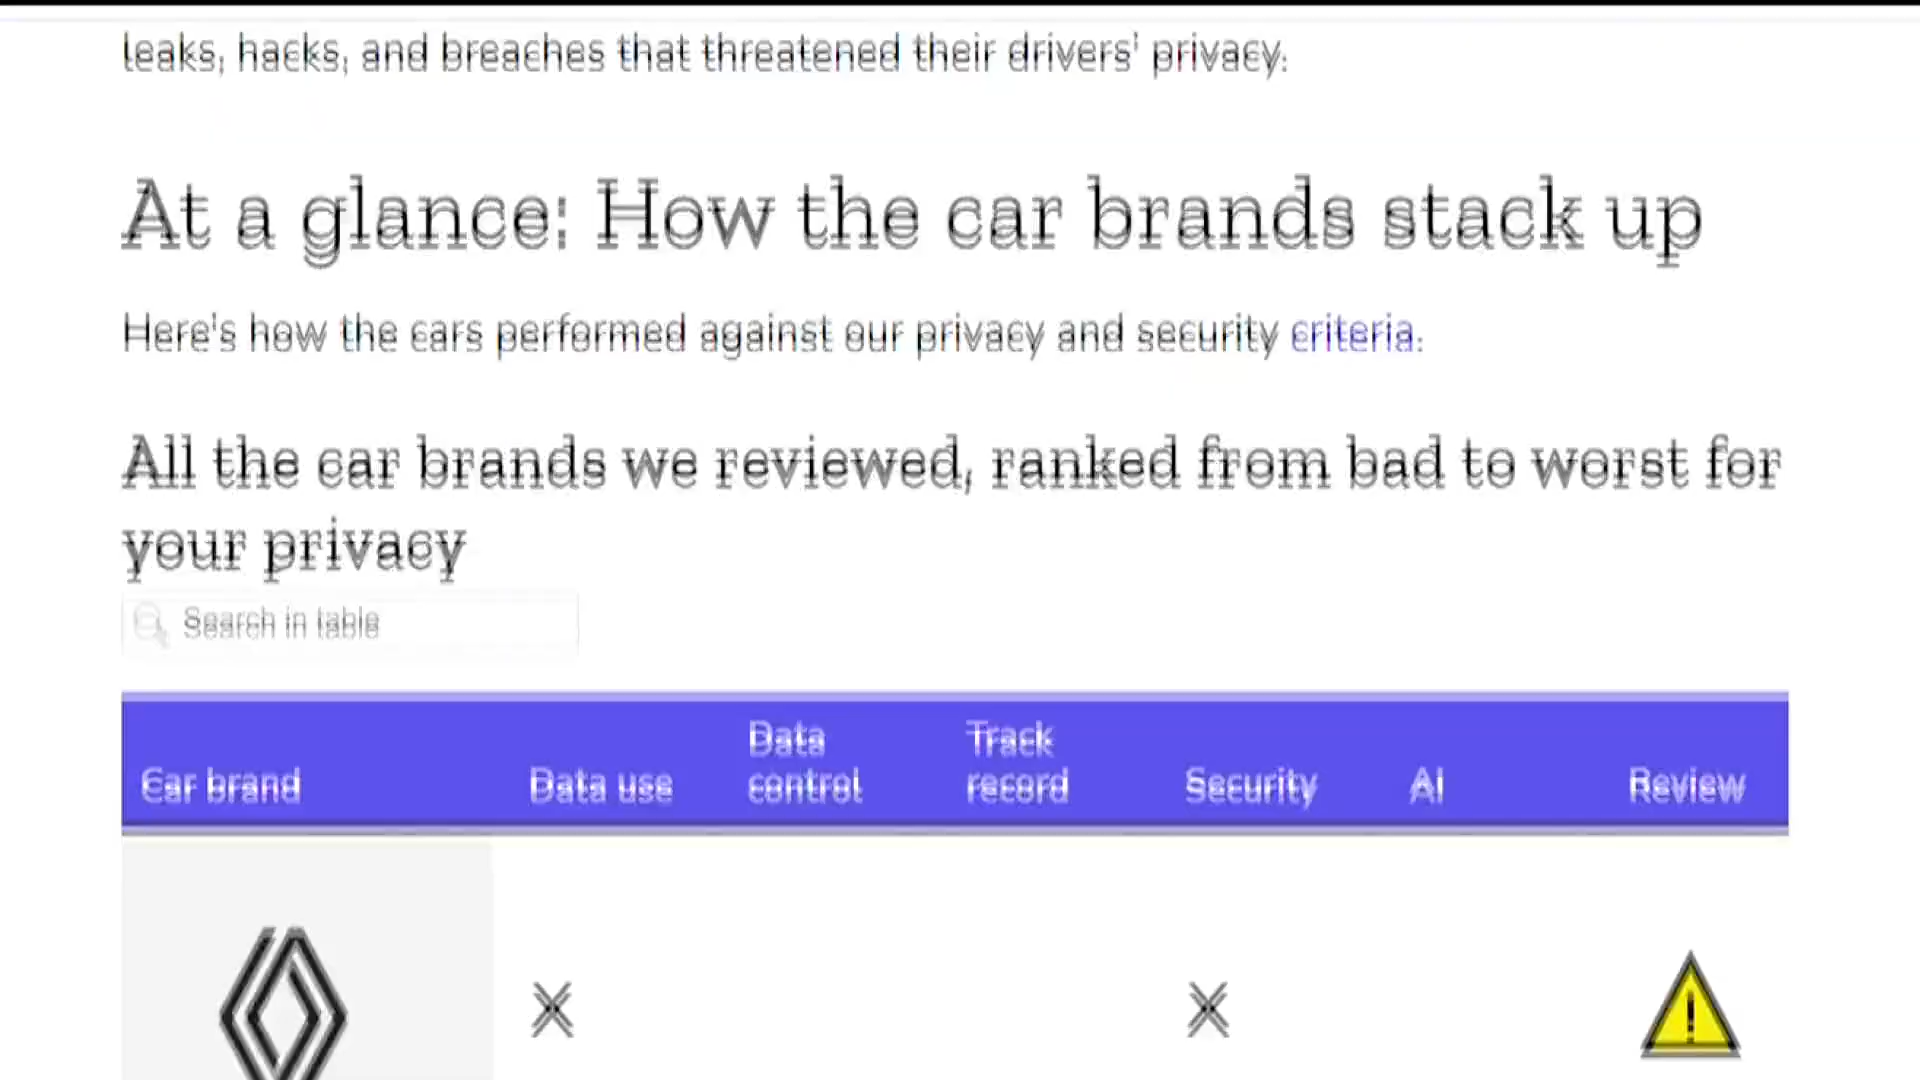 leaks, hacks, and breaches that threatened their drivers' privacy.
At a glance: How the car brands stack up
Here's how the cars performed against our privacy and security criteria.
All the car brands we reviewed, ranked from bad to worst for
your privacy
Search in table
Car brand Data use Data control Track record Security AI Review